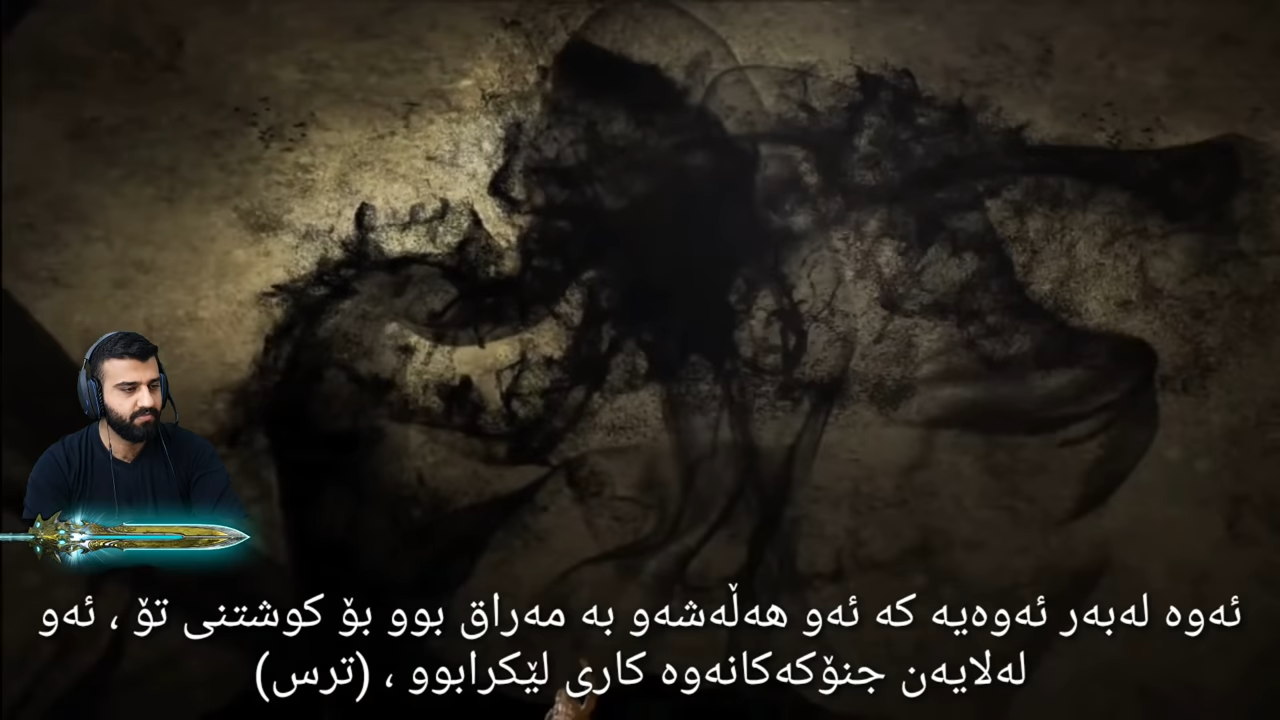 ئەوە لەبەر ئەوەیە کە ئەو هەڵەشەو بە مەراق بوو بۆ کوشتنی تۆ ، ئەو
لەلایەن جنۆکەکانەوە کاری لێکرابوو ، (ترس)